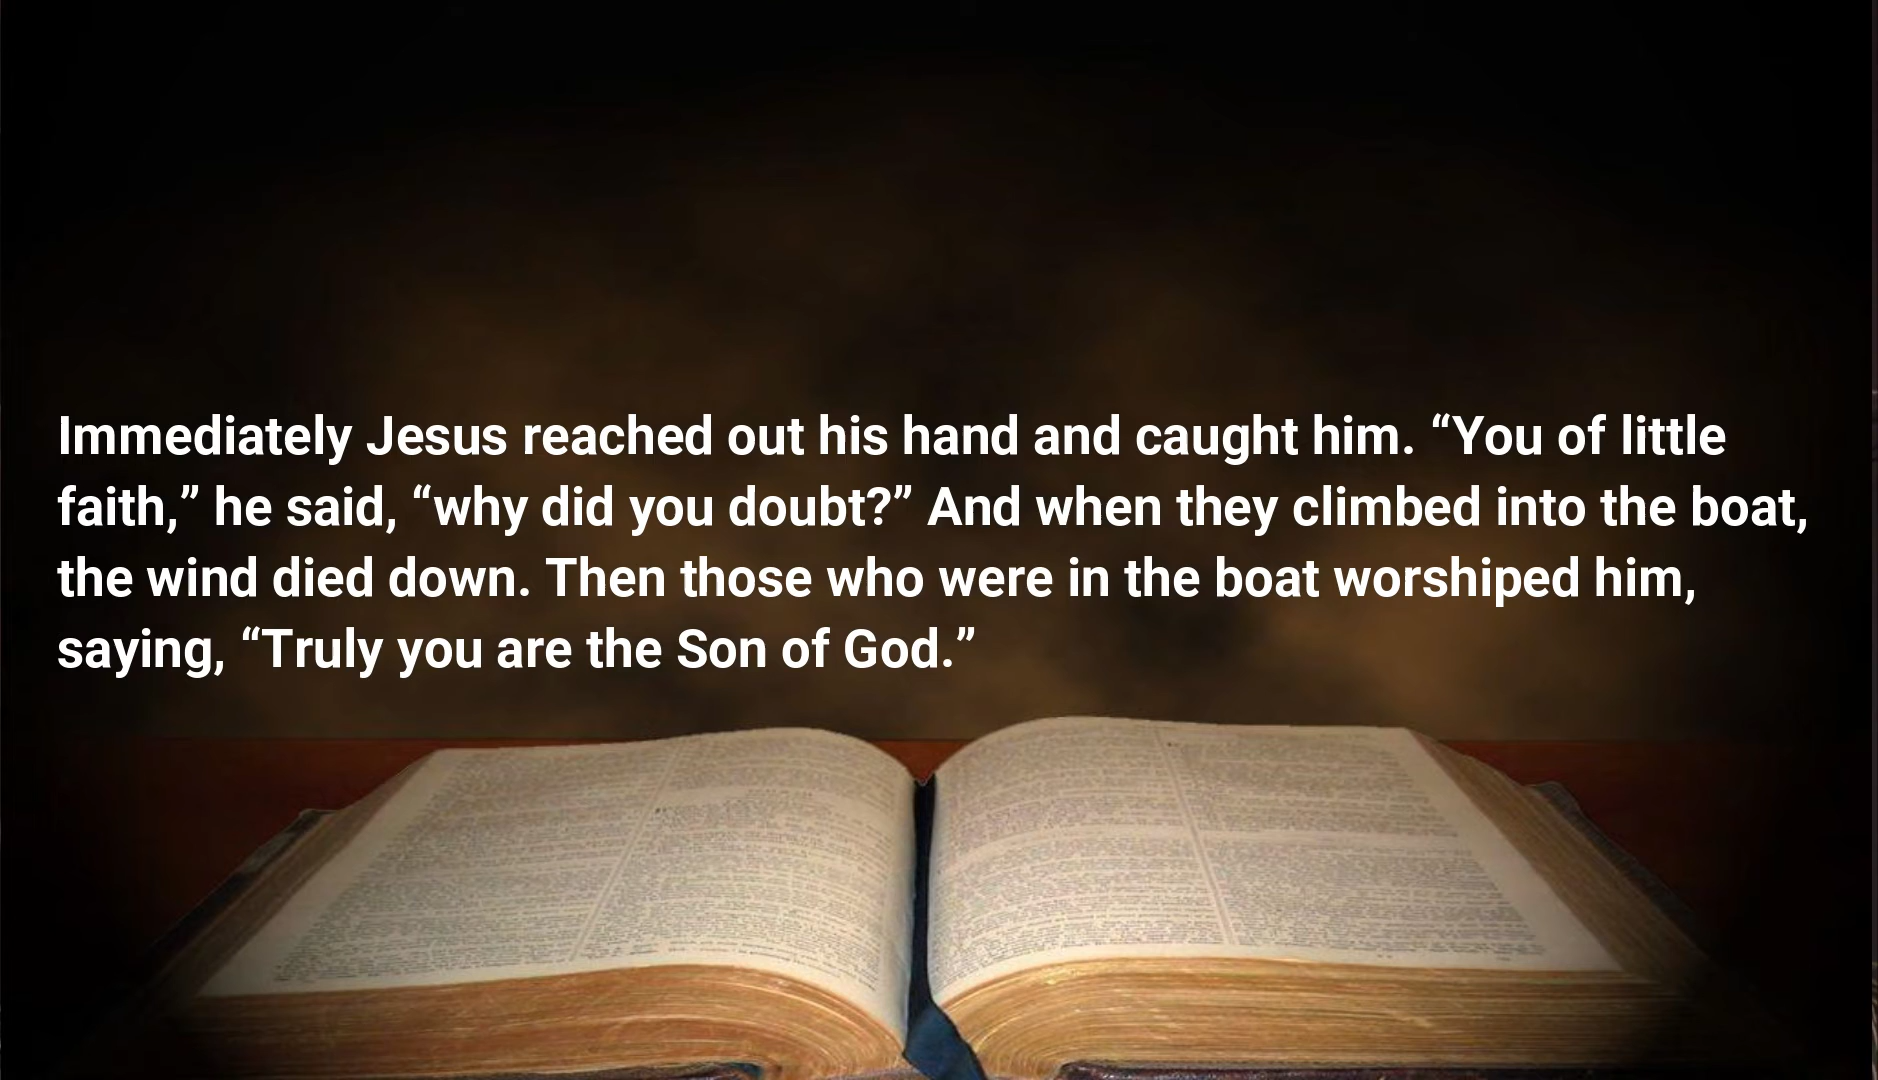 Immediately Jesus reached out his hand and caught him. “You of little
faith,” he said, “why did you doubt?” And when they climbed into the boat,
the wind died down. Then those who were in the boat worshiped him,
saying, “Truly you are the Son of God.”